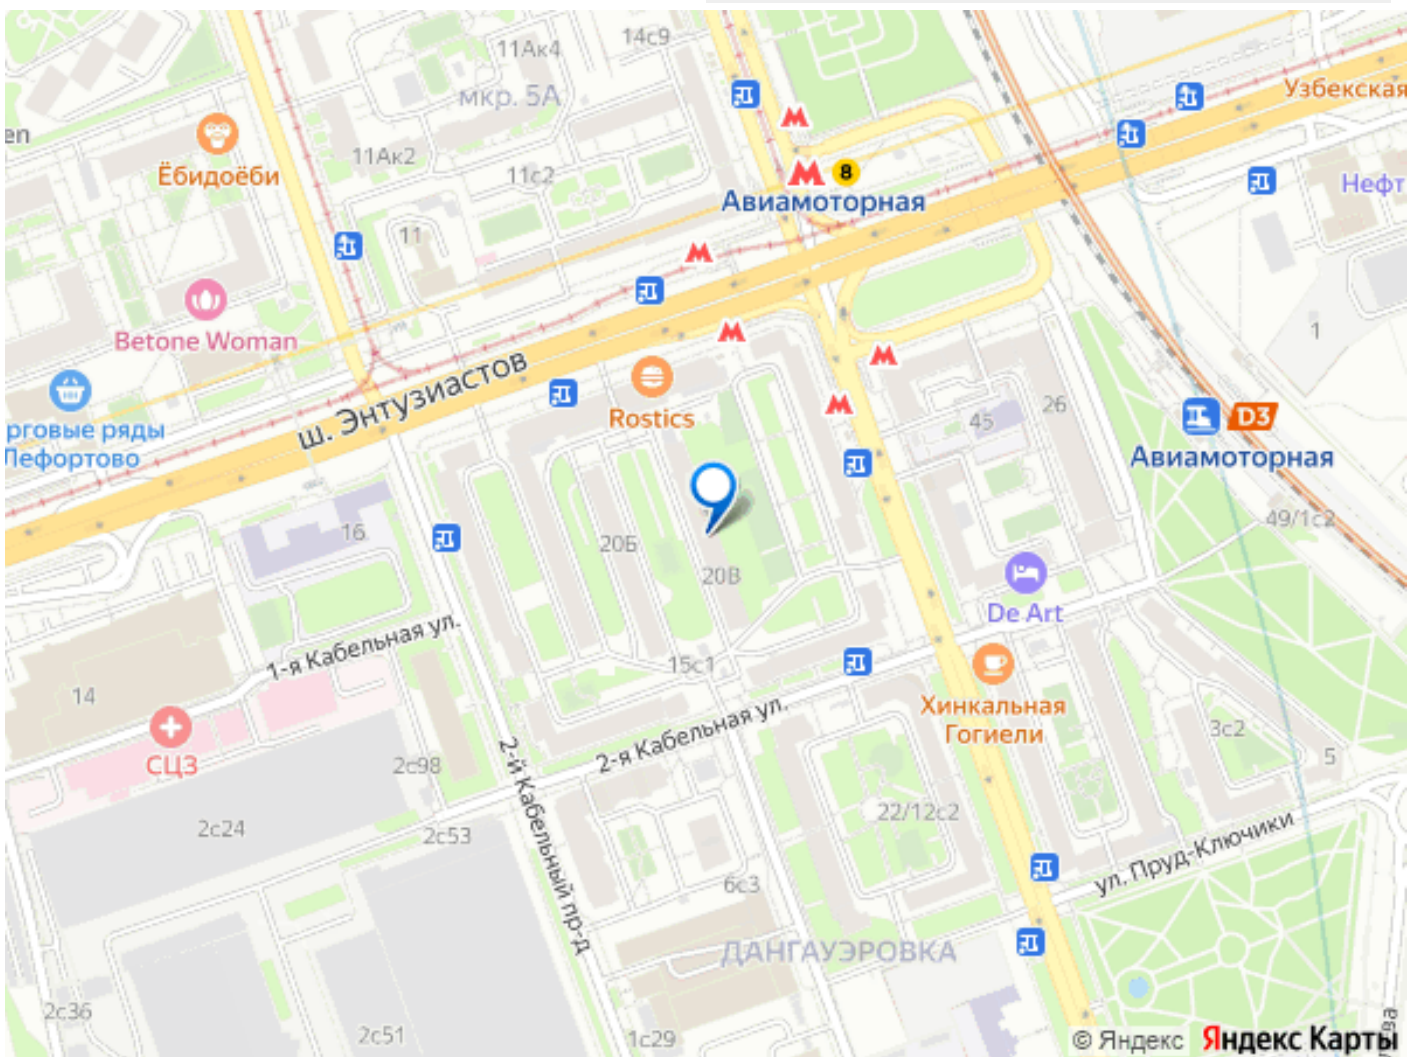 14с9
11Ак4
мкр. 5А
Узбекская
en
Ёбидоёби
11Ак2
11с2
8
Авиамоторная
Нефт
11
Betone Woman
1
ш. Энтузиастов
Rostics
рговые ряды
Лефортово
45
26
D3
Авиамоторная
16
20Б
20В
49/1с2
De Art
1-я Кабельная ул.
15с1
14
СЦЗ
2-я Кабельная ул.
Хинкальная
Гогиели
3с2
5
2с98
2-й Кабельный пр-д
2с24
2с53
22/12с2
ул. Пруд-Ключики
6с3
ДАНГАУЭРОВКА
2с36
2с51
1с29
© Яндекс Яндекс Карты